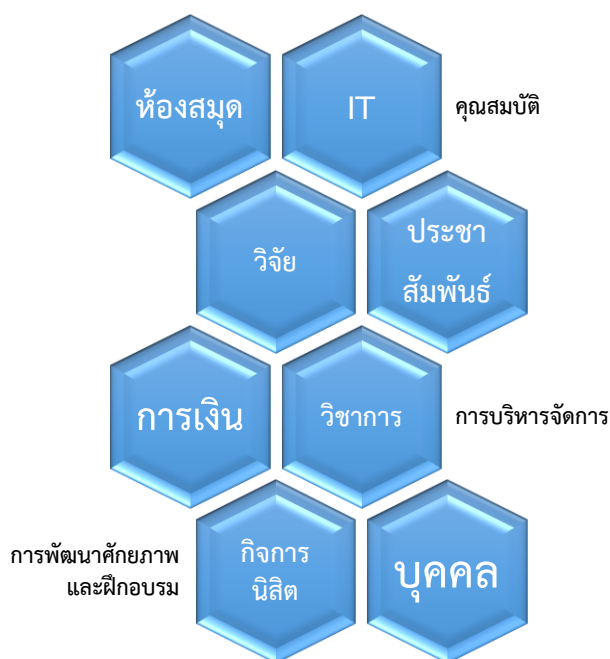 ห้องสมุด
IT
คุณสมบัติ
วิจัย
ประชา
สัมพันธ์
การเงิน
วิชาการ
การบริหารจัดการ
การพัฒนาศักยภาพ
และฝึกอบรม
กิจการ
นิสิต
บุคคล